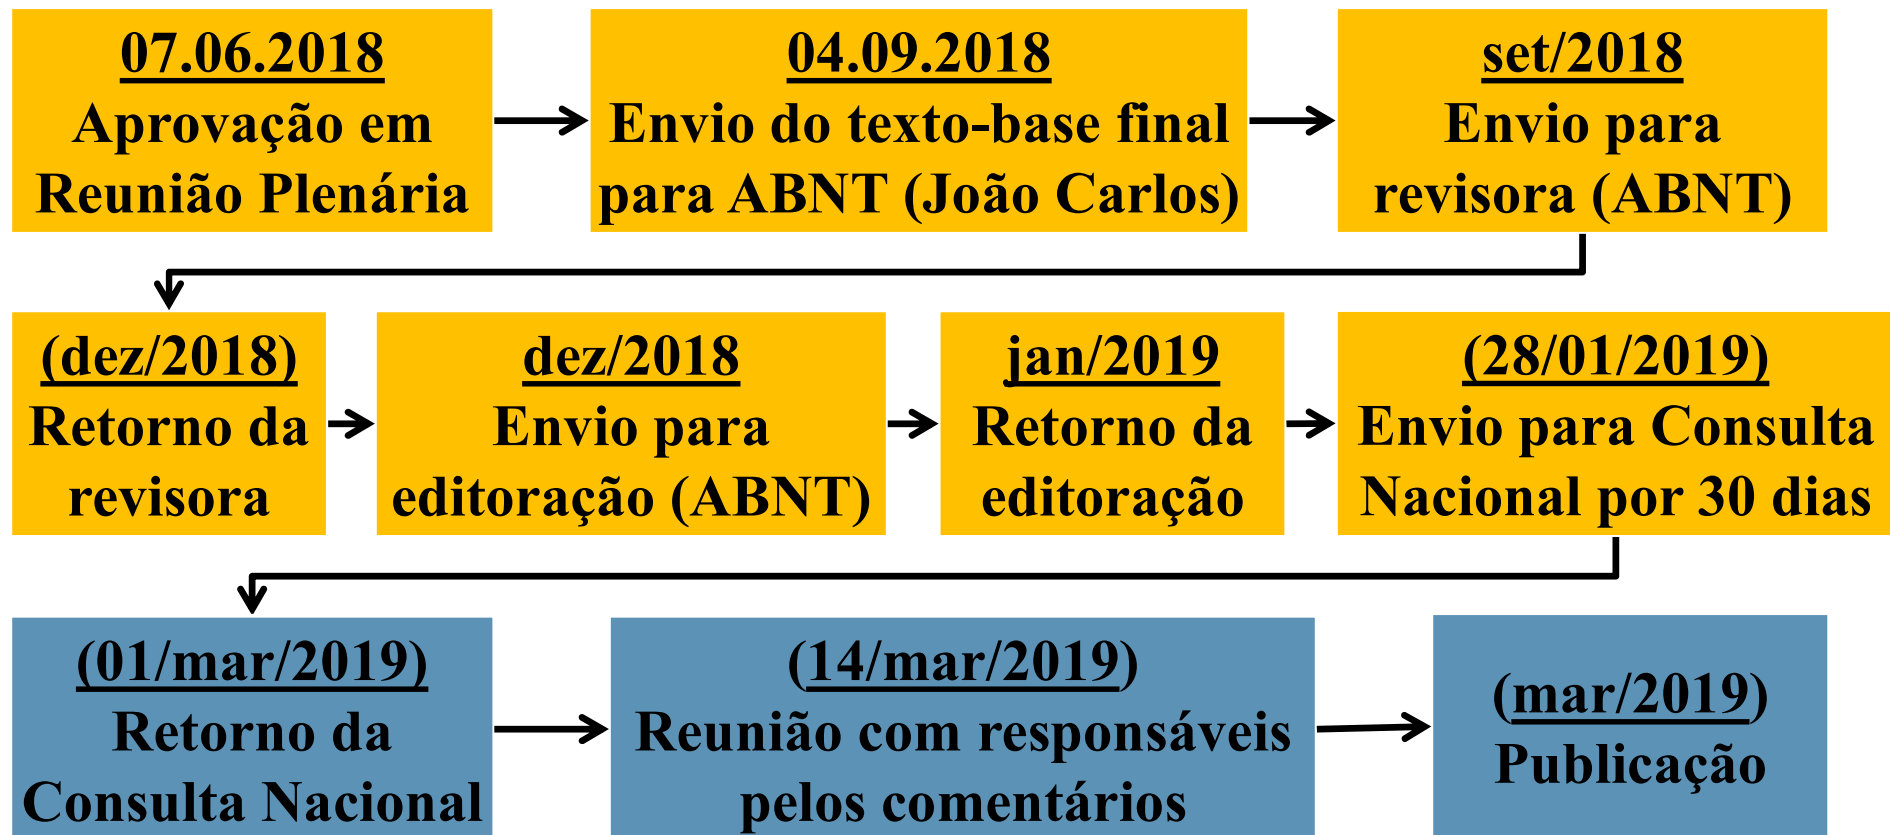 07.06.2018
Aprovação em
Reunião Plenária
04.09.2018
Envio do texto-base final
para ABNT (João Carlos)
set/2018
Envio para
revisora (ABNT)
(dez/2018)
Retorno da
revisora
dez/2018
Envio para
editoração (ABNT)
jan/2019
Retorno da
editoração
(28/01/2019)
Envio para Consulta
Nacional por 30 dias
(01/mar/2019)
Retorno da
Consulta Nacional
(14/mar/2019)
Reunião com responsáveis
pelos comentários
(mar/2019)
Publicação